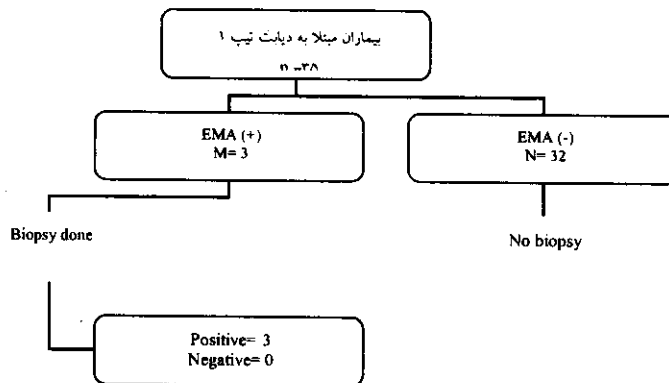 بیماران مبتلا به دیابت تیپ ۱
n =۳۸
EMA (+)
M= 3
EMA (-)
N= 32
Biopsy done
No biopsy
Positive= 3
Negative= 0